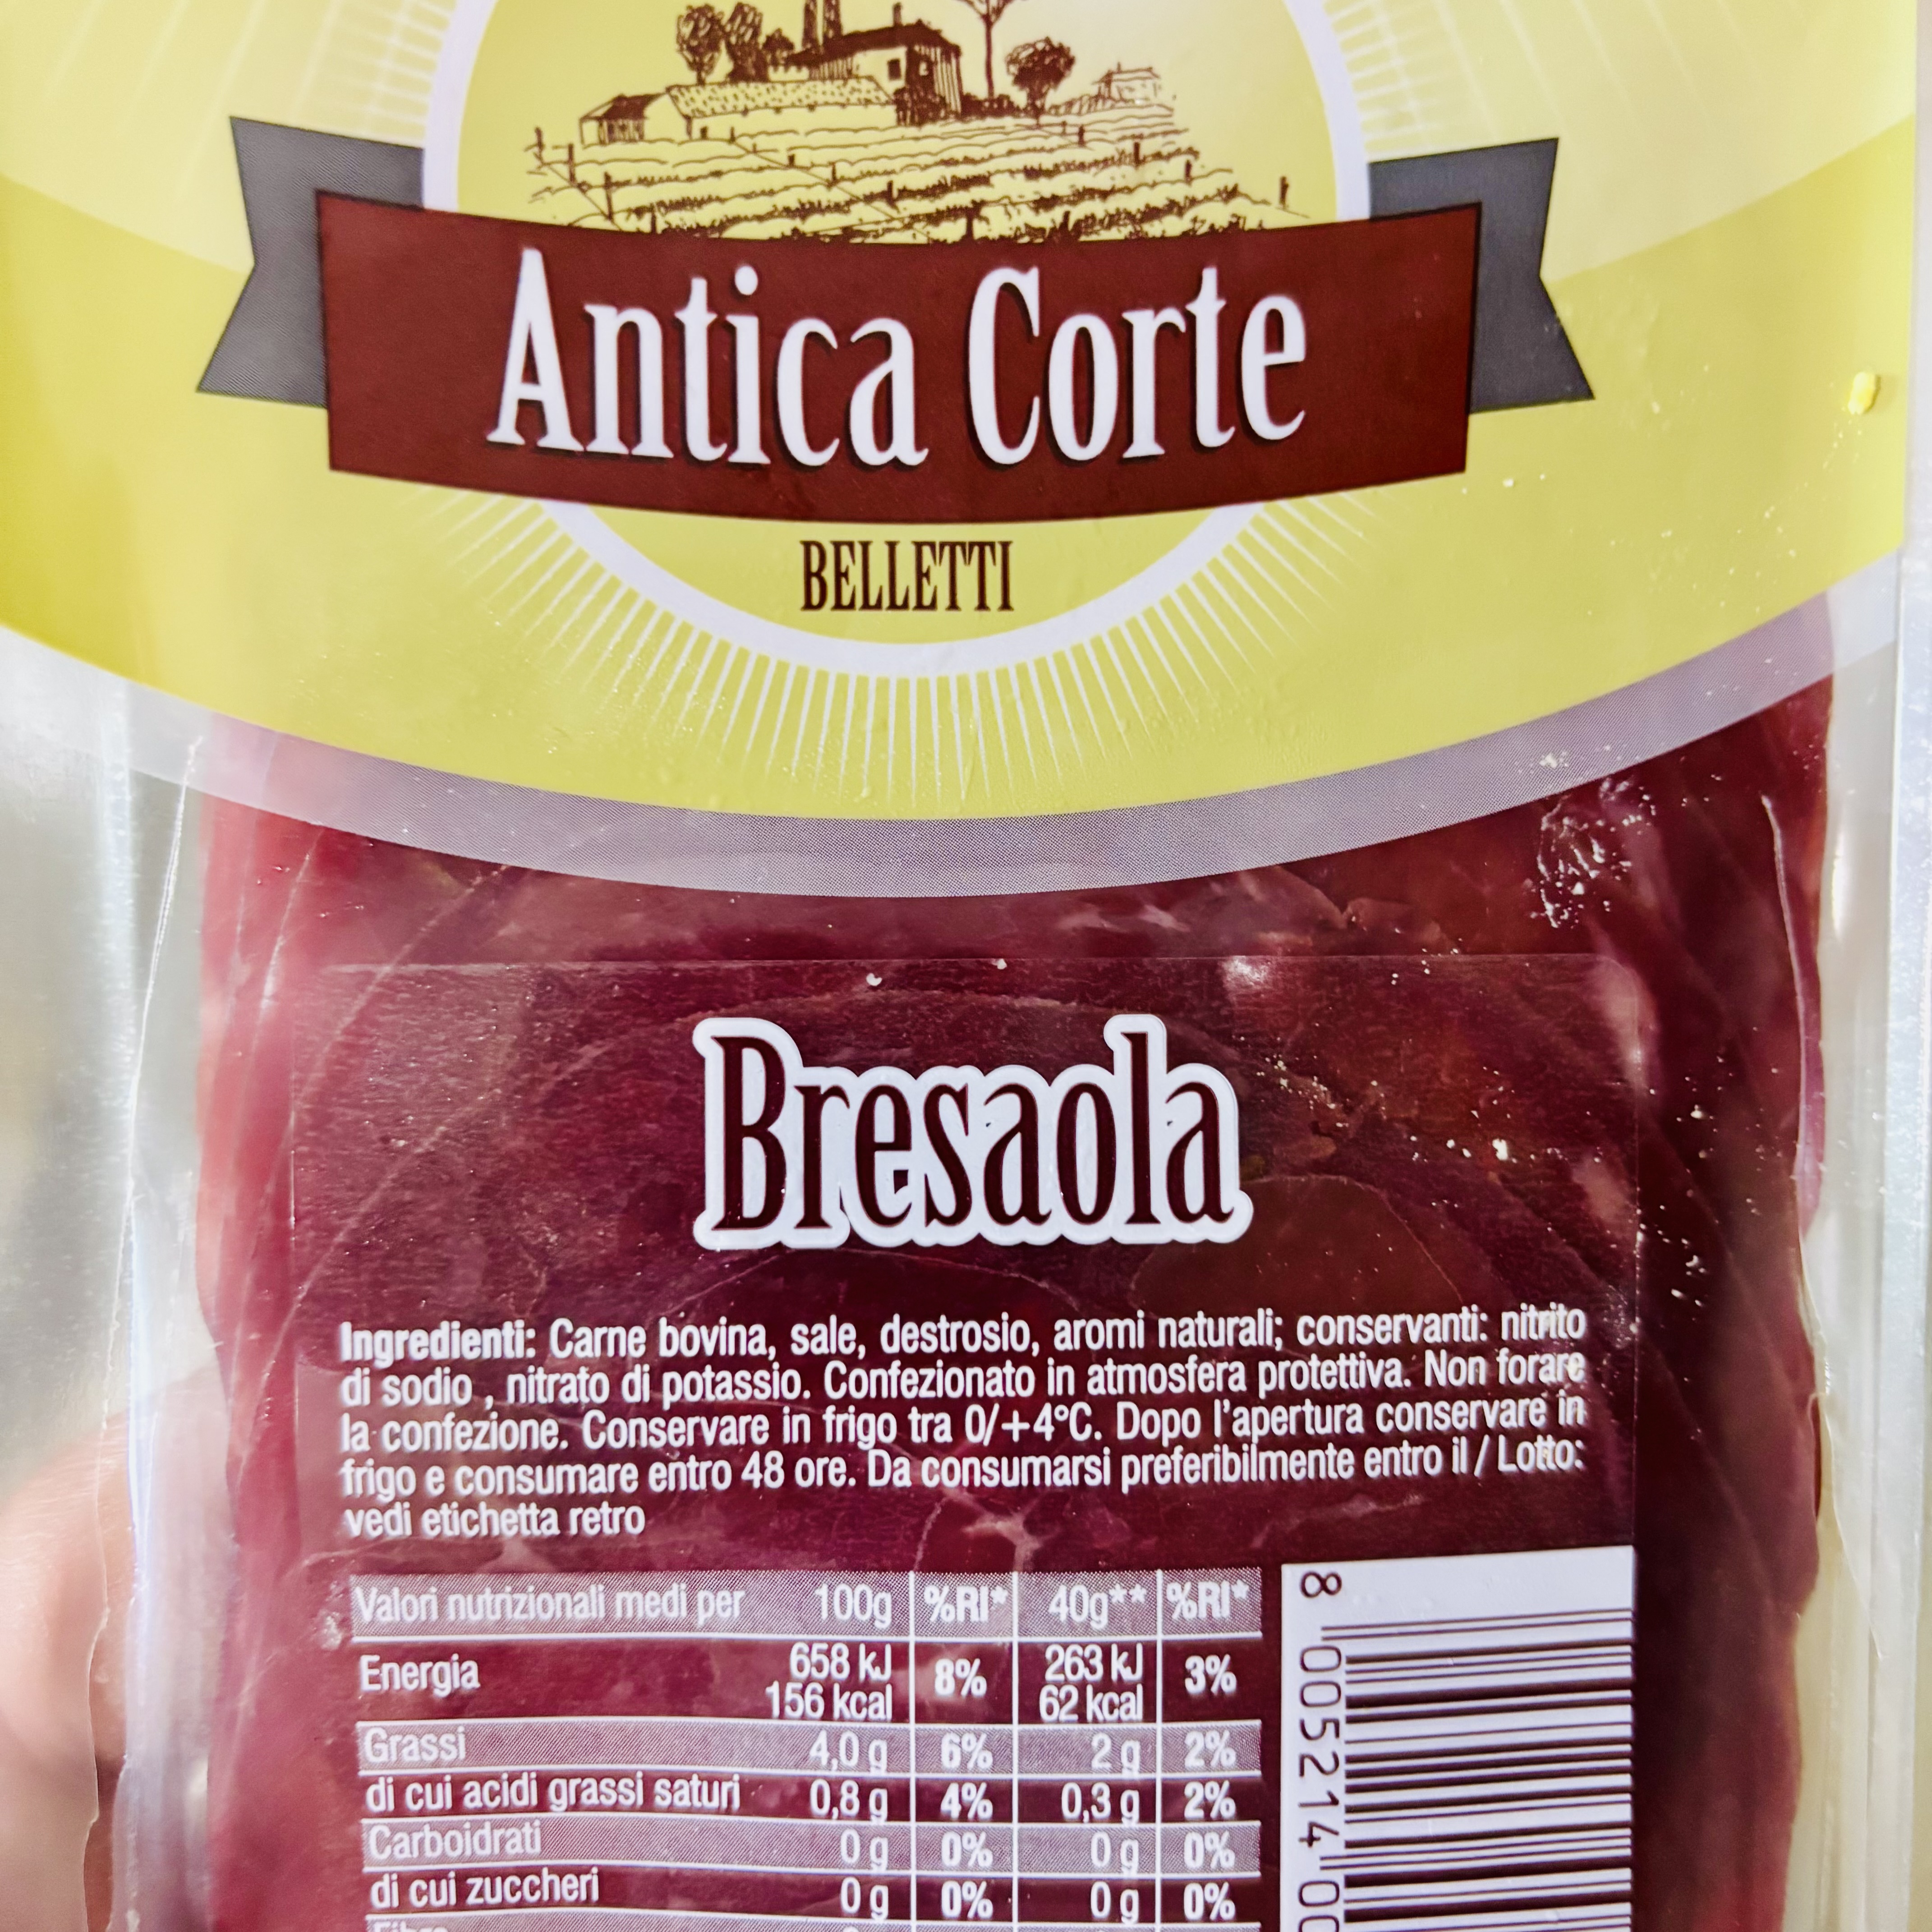 Antica Corte
BELLETTI
Bresaola
Ingredienti: Carne bovina, sale, destrosio, aromi naturali; conservanti: nitrito
di sodio , nitrato di potassio. Confezionato in atmosfera protettiva. Non forare
la confezione. Conservare in frigo tra 0/+4°C. Dopo l'apertura conservare in
frigo e consumare entro 48 ore. Da consumarsi preferibilmente entro il / Lotto:
vedi etichetta retro
Valori nutrizionali medi per 100g %RI* 40g** %RI*
Energia 658 kJ 156 kcal 8% 263 kJ 62 kcal 3%
Grassi 4,0 g 6% 2 g 2%
di cui acidi grassi saturi 0,8 g 4% 0,3 g 2%
Carboidrati 0 g 0% 0 g 0%
di cui zuccheri 0 g 0% 0 g 0%
8 005214 0